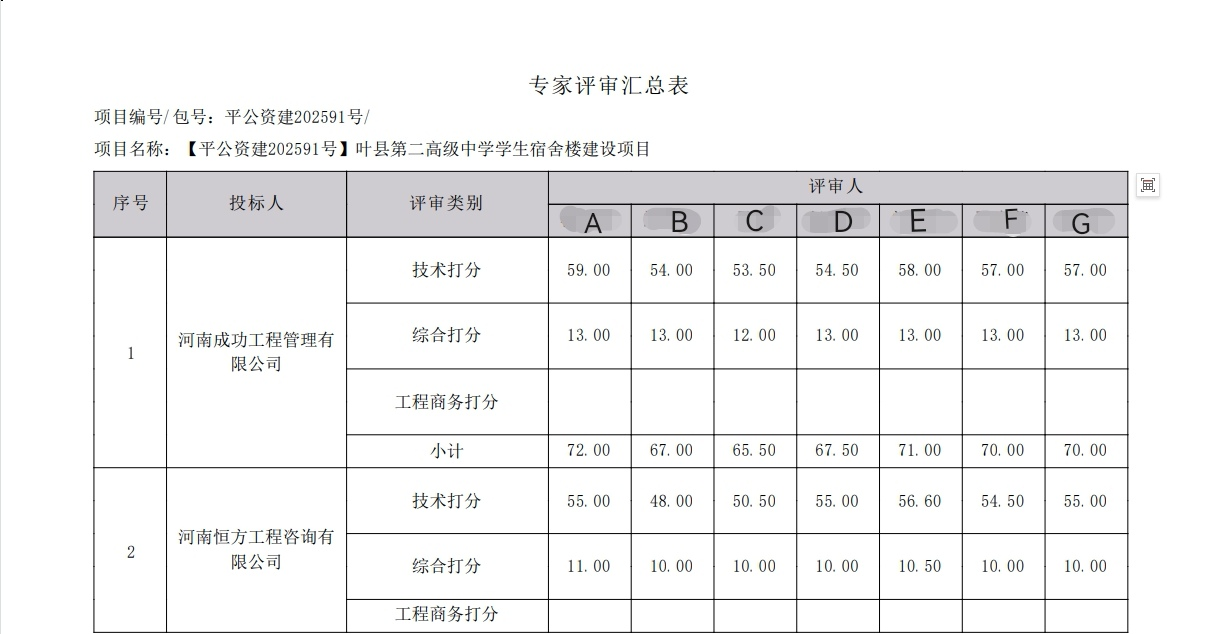 专家评审汇总表
项目编号/包号：平公资建202591号/
项目名称：【平公资建202591号】叶县第二高级中学学生宿舍楼建设项目
序号 投标人 评审类别 评审人
A B C D E F G
技术打分 59.00 54.00 53.50 54.50 58.00 57.00 57.00
综合打分 13.00 13.00 12.00 13.00 13.00 13.00 13.00
1 河南成功工程管理有
限公司
工程商务打分
小计 72.00 67.00 65.50 67.50 71.00 70.00 70.00
技术打分 55.00 48.00 50.50 55.00 56.60 54.50 55.00
2 河南恒方工程咨询有
限公司
综合打分 11.00 10.00 10.00 10.00 10.50 10.00 10.00
工程商务打分